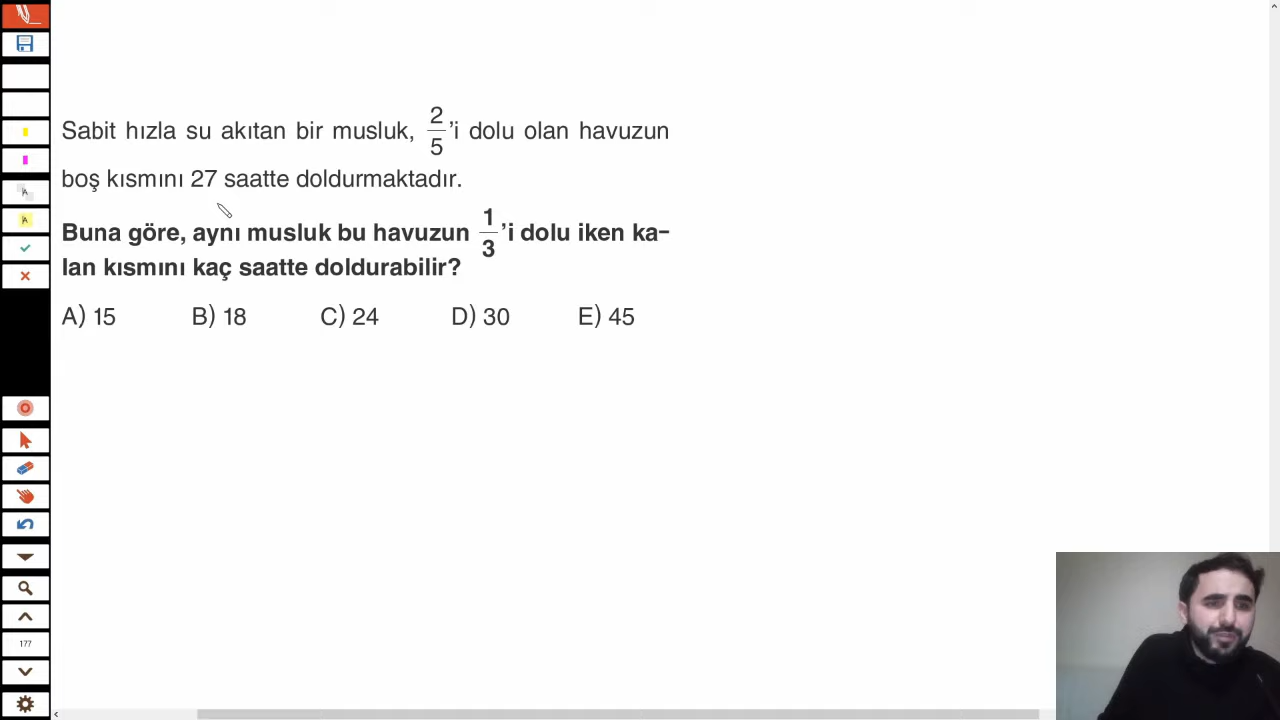 Sabit hızla su akıtan bir musluk, 2/5'i dolu olan havuzun
boş kısmını 27 saatte doldurmaktadır.
Buna göre, aynı musluk bu havuzun 1/3'i dolu iken ka-
lan kısmını kaç saatte doldurabilir?
A) 15 B) 18 C) 24 D) 30 E) 45
A
A
177